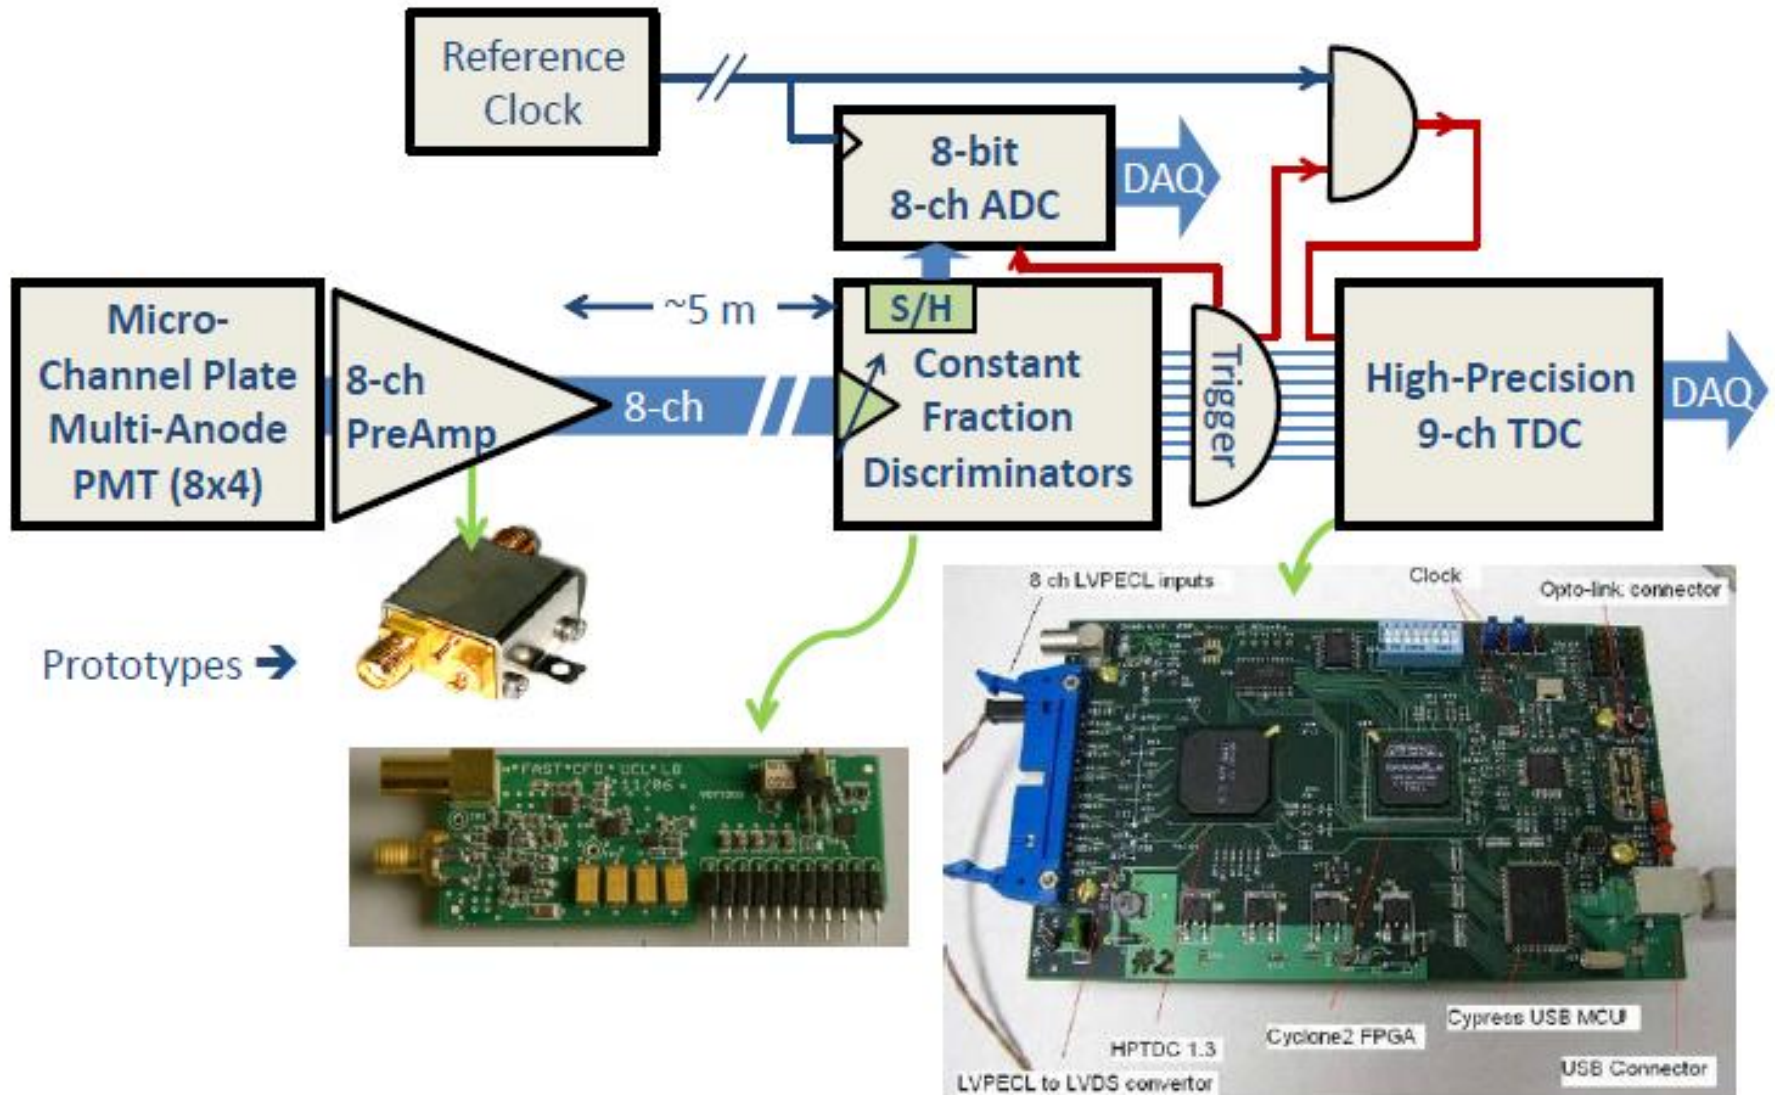 Reference
Clock
8-bit
8-ch ADC
DAQ
Micro-
Channel Plate
Multi-Anode
PMT (8x4)
8-ch
PreAmp
~5 m
8-ch
S/H
Constant
Fraction
Discriminators
Trigger
High-Precision
9-ch TDC
DAQ
Prototypes →
*FAST*CFD*UCL*LB
11/06
8 ch LVPECL inputs
Clock
Opto-link connector
#2
HPTDC 1.3
LVPECL to LVDS convertor
Cyclone2 FPGA
Cypress USB MCU
USB Connector